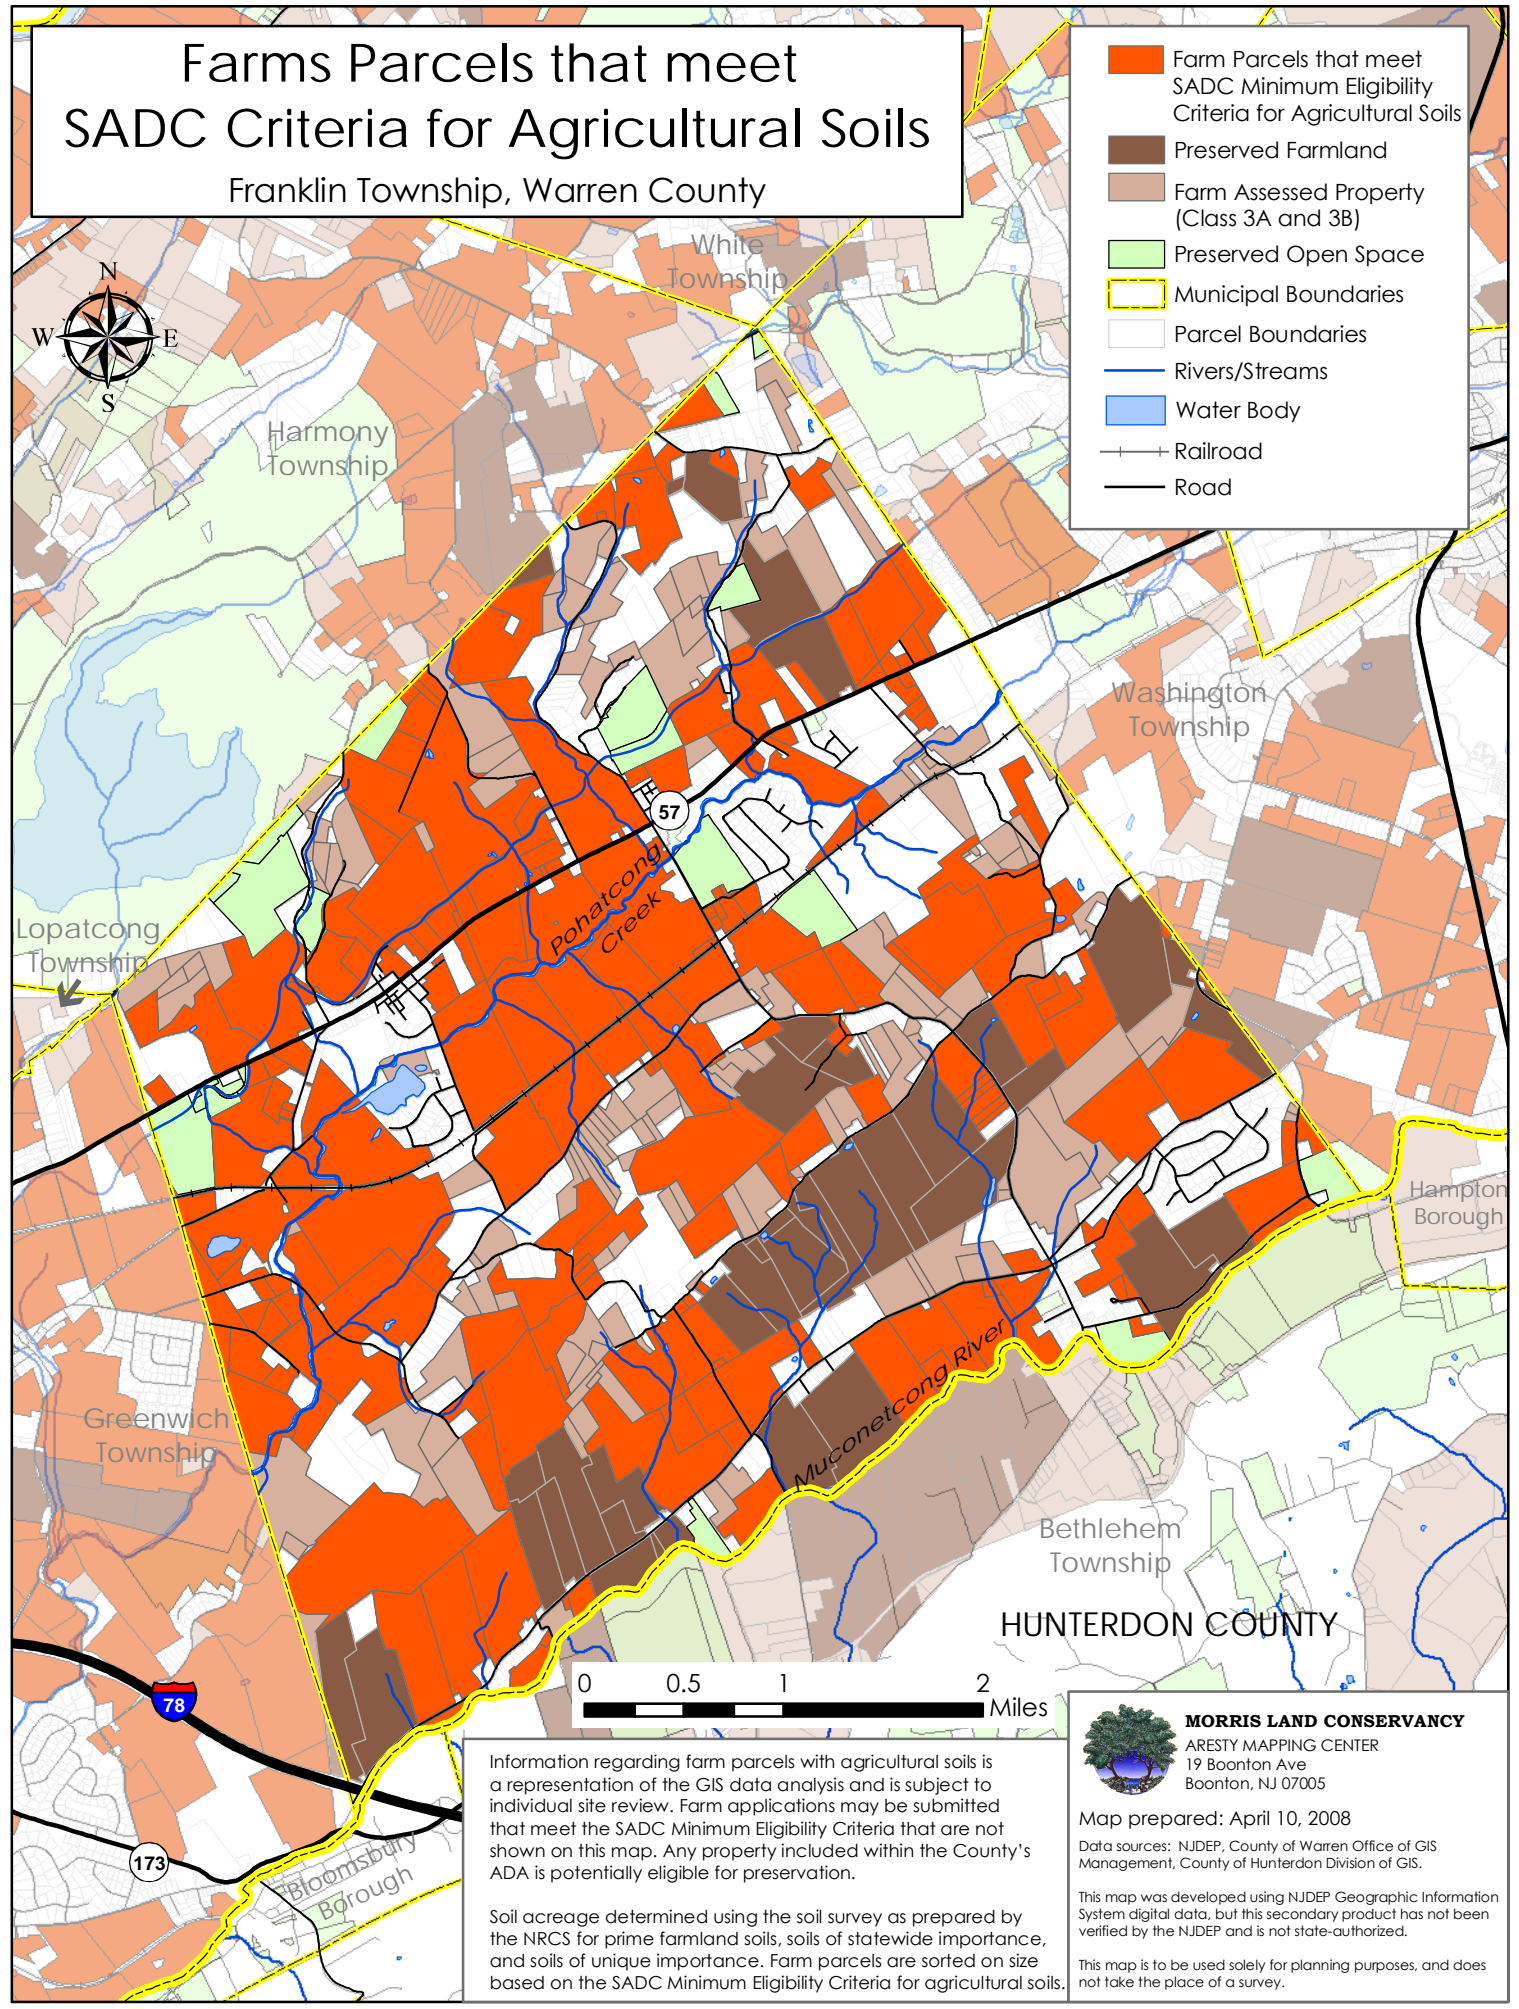 Farms Parcels that meet
SADC Criteria for Agricultural Soils
Franklin Township, Warren County
Farm Parcels that meet
SADC Minimum Eligibility
Criteria for Agricultural Soils
Preserved Farmland
Farm Assessed Property
(Class 3A and 3B)
Preserved Open Space
Municipal Boundaries
Parcel Boundaries
Rivers/Streams
Water Body
Railroad
Road
N
W
E
S
White
Township
Harmony
Township
Washington
Township
57
Pohatcong
Creek
Lopatcong
Township
Hampton
Borough
Greenwich
Township
Muconetcong River
Bethlehem
Township
HUNTERDON COUNTY
78
173
Bloomsbury
Borough
0 0.5 1 2
Miles
Information regarding farm parcels with agricultural soils is
a representation of the GIS data analysis and is subject to
individual site review. Farm applications may be submitted
that meet the SADC Minimum Eligibility Criteria that are not
shown on this map. Any property included within the County's
ADA is potentially eligible for preservation.
Soil acreage determined using the soil survey as prepared by
the NRCS for prime farmland soils, soils of statewide importance,
and soils of unique importance. Farm parcels are sorted on size
based on the SADC Minimum Eligibility Criteria for agricultural soils.
MORRIS LAND CONSERVANCY
ARESTY MAPPING CENTER
19 Boonton Ave
Boonton, NJ 07005
Map prepared: April 10, 2008
Data sources: NJDEP, County of Warren Office of GIS
Management, County of Hunterdon Division of GIS.
This map was developed using NJDEP Geographic Information
System digital data, but this secondary product has not been
verified by the NJDEP and is not state-authorized.
This map is to be used solely for planning purposes, and does
not take the place of a survey.